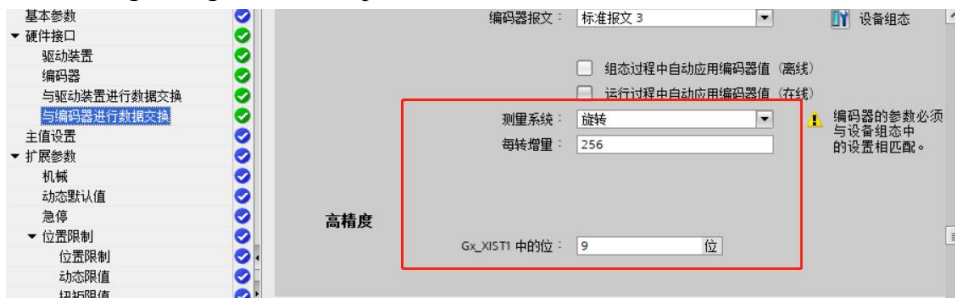 基本参数
硬件接口
驱动装置
编码器
与驱动装置进行数据交换
与编码器进行数据交换
主值设置
扩展参数
机械
动态默认值
急停
位置限制
位置限制
动态限值
扭矩限值
编码器报文：
标准报文 3
设备组态
组态过程中自动应用编码器值（离线）
运行过程中自动应用编码器值（在线）
测量系统：
旋转
每转增量：
256
编码器的参数必须
与设备组态中
的设置相匹配。
高精度
Gx_XIST1 中的位：
9
位